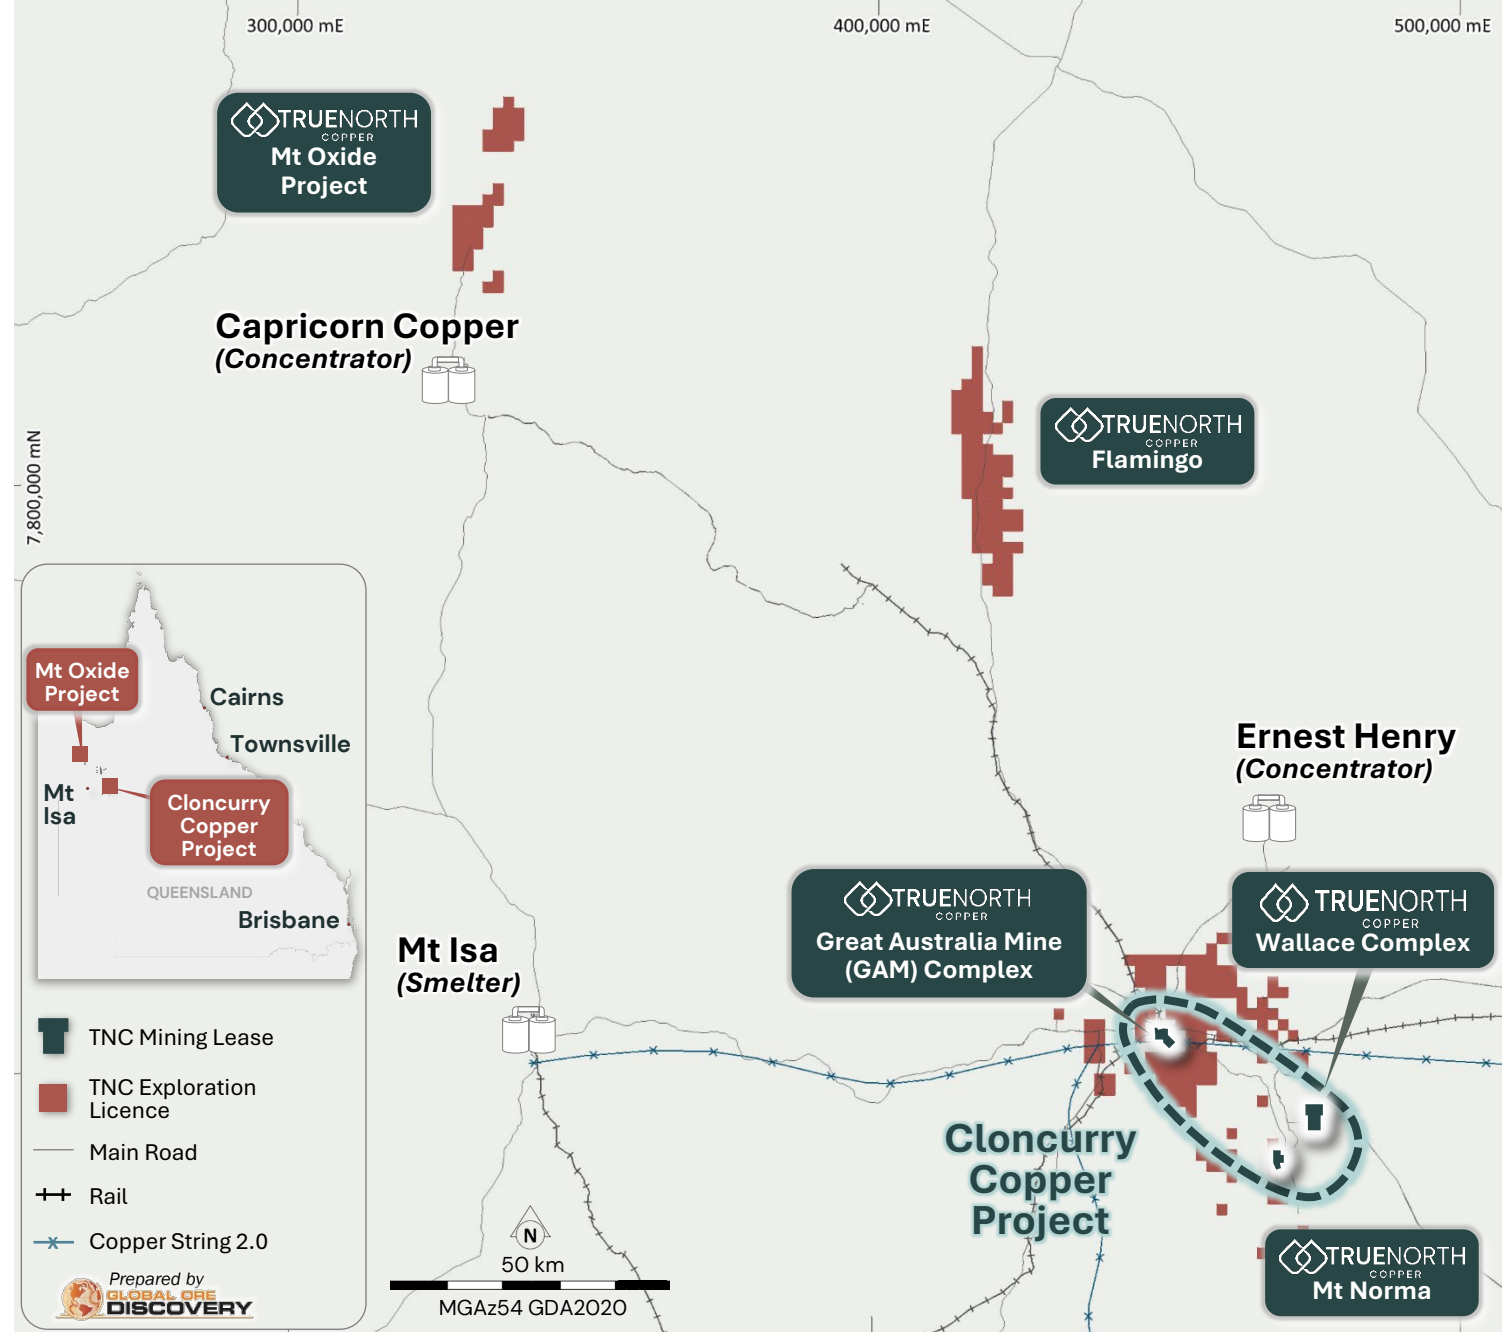 300,000 mE
400,000 mE
500,000 mE
TRUENORTH
COPPER
Mt Oxide
Project
Capricorn Copper
(Concentrator)
TRUENORTH
COPPER
Flamingo
7,800,000 mN
Mt Oxide
Project
Cairns
Townsville
Mt
Isa
Cloncurry
Copper
Project
QUEENSLAND
Brisbane
Ernest Henry
(Concentrator)
TRUENORTH
COPPER
Great Australia Mine
(GAM) Complex
TRUENORTH
COPPER
Wallace Complex
Mt Isa
(Smelter)
Cloncurry
Copper
Project
TRUENORTH
COPPER
Mt Norma
TNC Mining Lease
TNC Exploration
Licence
Main Road
Rail
Copper String 2.0
Prepared by
GLOBAL ORE
DISCOVERY
N
50 km
MGAz54 GDA2020